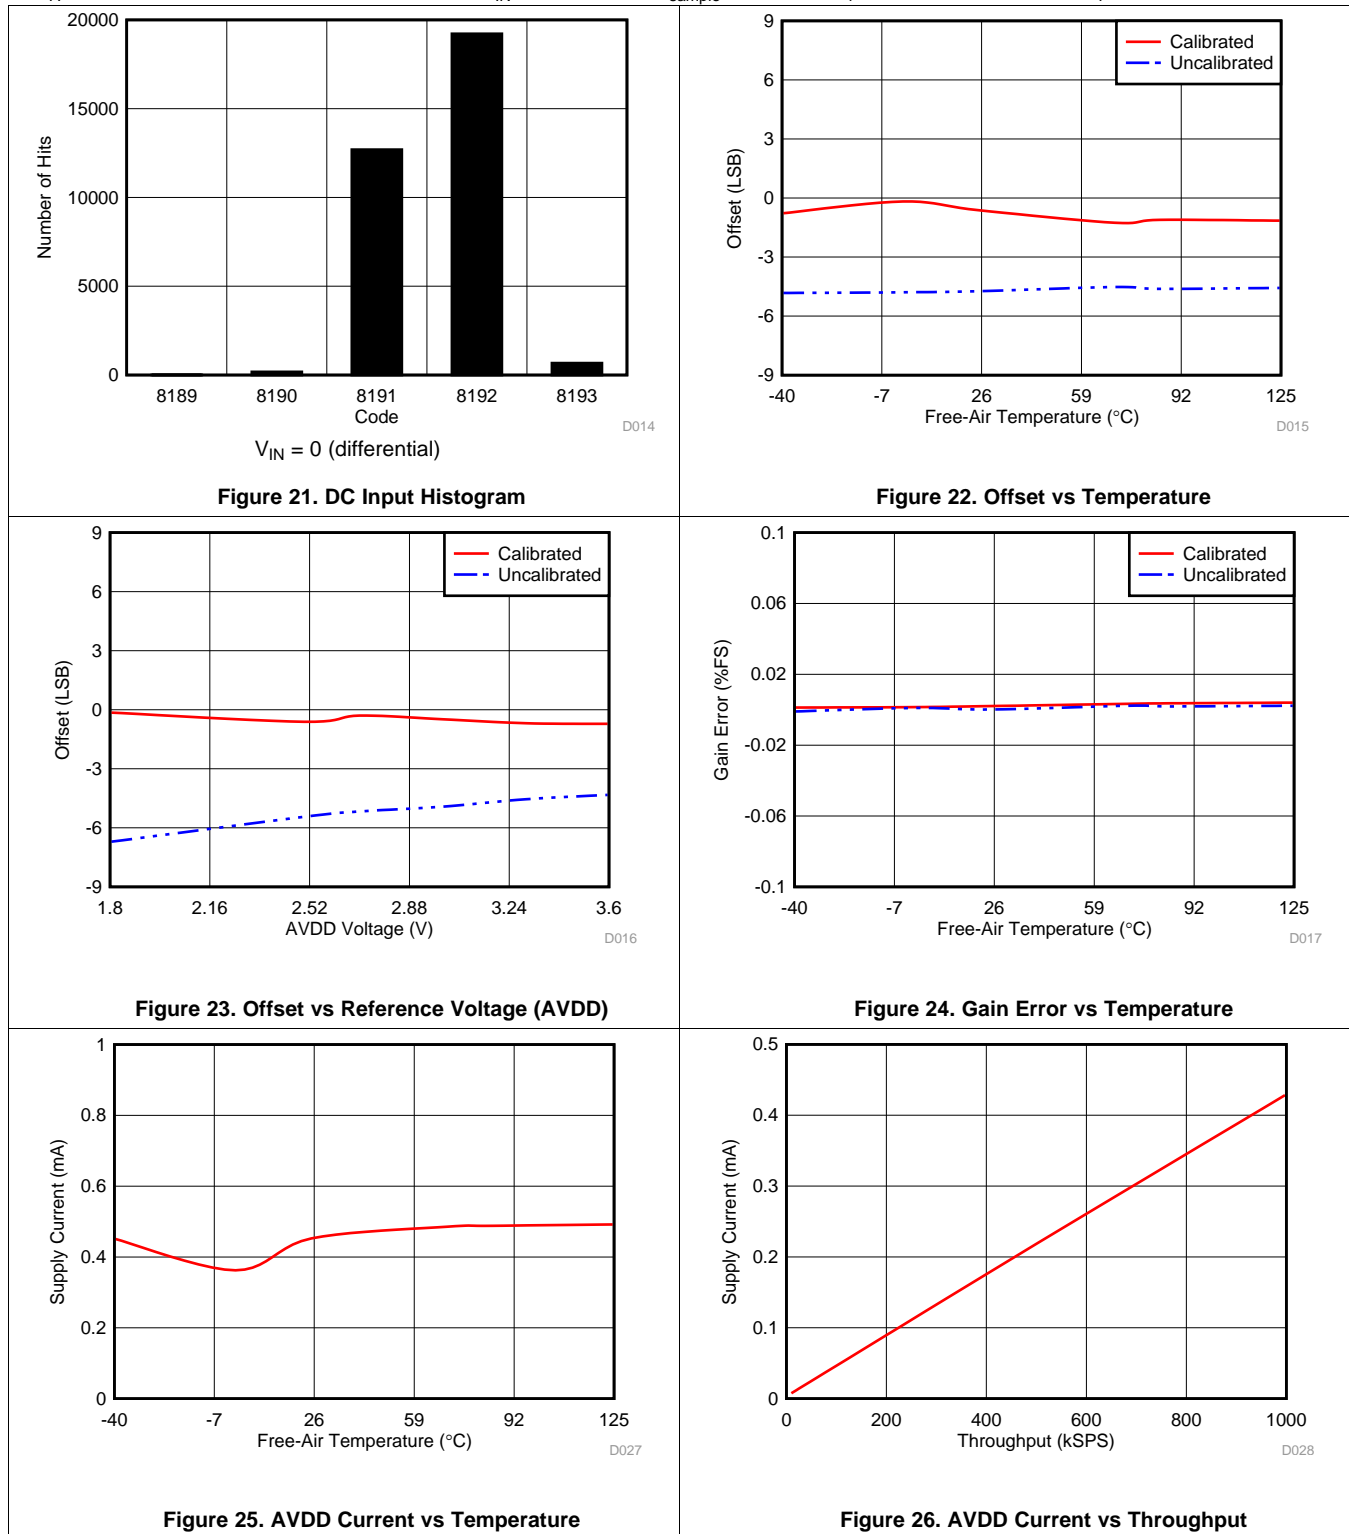 20000
15000
10000
5000
0
Number of Hits
8189 8190 8191 8192 8193
Code
D014
V_IN = 0 (differential)
Figure 21. DC Input Histogram
9
6
3
0
-3
-6
-9
Offset (LSB)
Calibrated
Uncalibrated
-40 -7 26 59 92 125
Free-Air Temperature (°C)
D015
Figure 22. Offset vs Temperature
9
6
3
0
-3
-6
-9
Offset (LSB)
Calibrated
Uncalibrated
1.8 2.16 2.52 2.88 3.24 3.6
AVDD Voltage (V)
D016
Figure 23. Offset vs Reference Voltage (AVDD)
0.1
0.06
0.02
-0.02
-0.06
-0.1
Gain Error (%FS)
Calibrated
Uncalibrated
-40 -7 26 59 92 125
Free-Air Temperature (°C)
D017
Figure 24. Gain Error vs Temperature
1
0.8
0.6
0.4
0.2
0
Supply Current (mA)
-40 -7 26 59 92 125
Free-Air Temperature (°C)
D027
Figure 25. AVDD Current vs Temperature
0.5
0.4
0.3
0.2
0.1
0
Supply Current (mA)
0 200 400 600 800 1000
Throughput (kSPS)
D028
Figure 26. AVDD Current vs Throughput